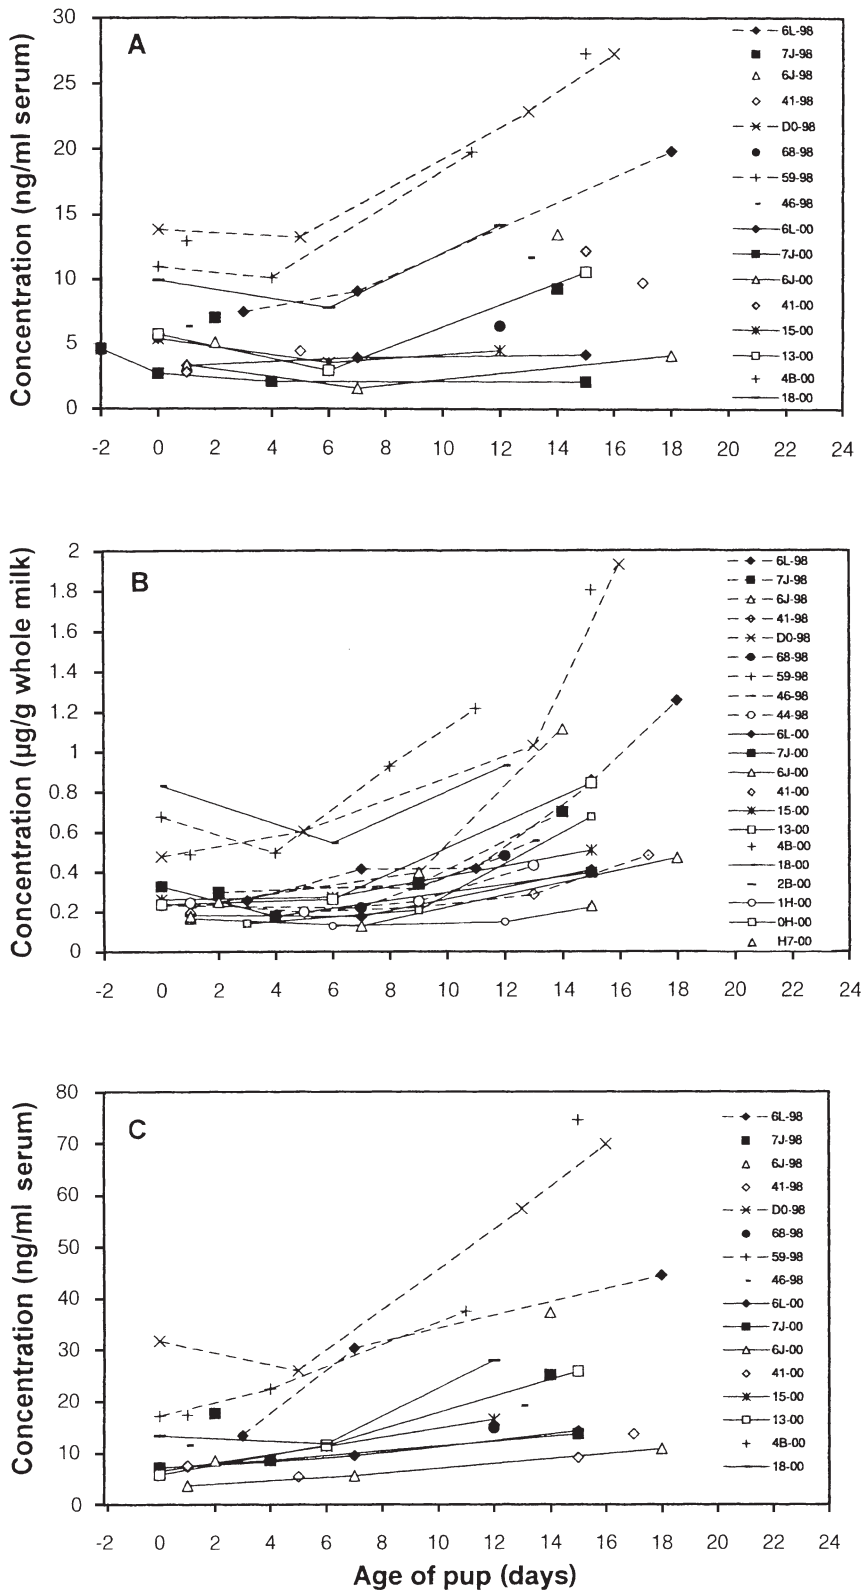 A
Concentration (ng/ml serum)
30
25
20
15
10
5
0
-2 0 2 4 6 8 10 12 14 16 18 20 22 24
6L-98
7J-98
6J-98
41-98
D0-98
68-98
59-98
46-98
6L-00
7J-00
6J-00
41-00
15-00
13-00
4B-00
18-00
B
Concentration (µg/g whole milk)
2
1.8
1.6
1.4
1.2
1
0.8
0.6
0.4
0.2
0
-2 0 2 4 6 8 10 12 14 16 18 20 22 24
6L-98
7J-98
6J-98
41-98
D0-98
68-98
59-98
46-98
44-98
6L-00
7J-00
6J-00
41-00
15-00
13-00
4B-00
18-00
2B-00
1H-00
0H-00
H7-00
C
Concentration (ng/ml serum)
80
70
60
50
40
30
20
10
0
-2 0 2 4 6 8 10 12 14 16 18 20 22 24
6L-98
7J-98
6J-98
41-98
D0-98
68-98
59-98
46-98
6L-00
7J-00
6J-00
41-00
15-00
13-00
4B-00
18-00
Age of pup (days)